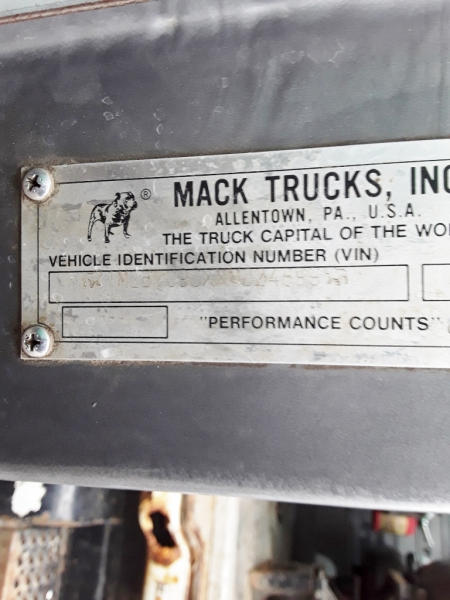 ® MACK TRUCKS, INC
ALLENTOWN, PA., U.S.A.
THE TRUCK CAPITAL OF THE WO
VEHICLE IDENTIFICATION NUMBER (VIN)
"PERFORMANCE COUNTS"